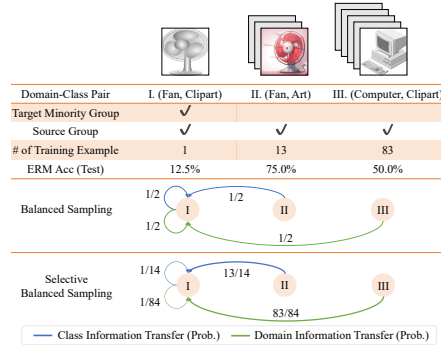 Domain-Class Pair I. (Fan, Clipart) II. (Fan, Art) III. (Computer, Clipart)
Target Minority Group ✓
Source Group ✓ ✓ ✓
# of Training Example 1 13 83
ERM Acc (Test) 12.5% 75.0% 50.0%
1/2 1/2
Balanced Sampling I II III
1/2 1/2
1/14 13/14
Selective I II III
Balanced Sampling
1/84 83/84
Class Information Transfer (Prob.) Domain Information Transfer (Prob.)